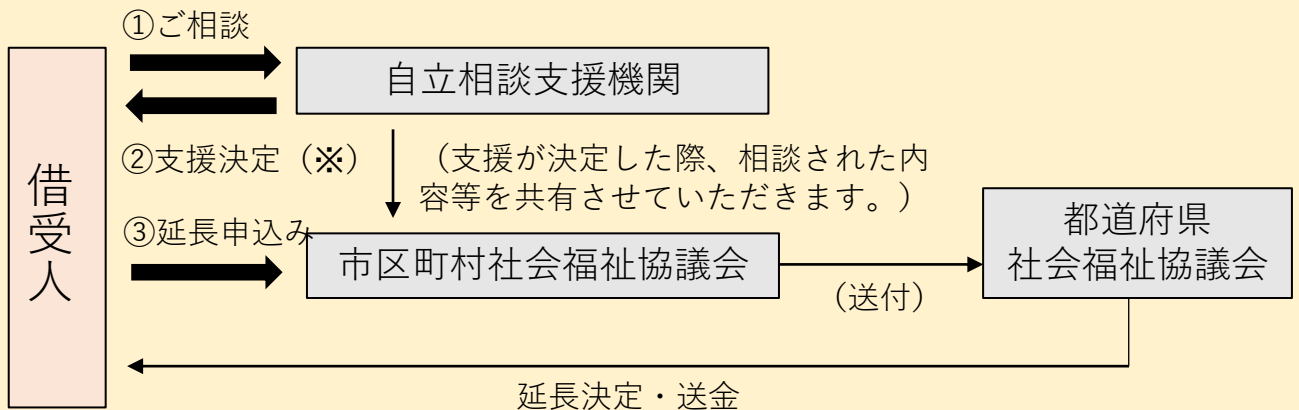 ①ご相談
自立相談支援機関
②支援決定（※）
（支援が決定した際、相談された内
容等を共有させていただきます。）
借受人
③延長申込み
市区町村社会福祉協議会
（送付）
都道府県
社会福祉協議会
延長決定・送金